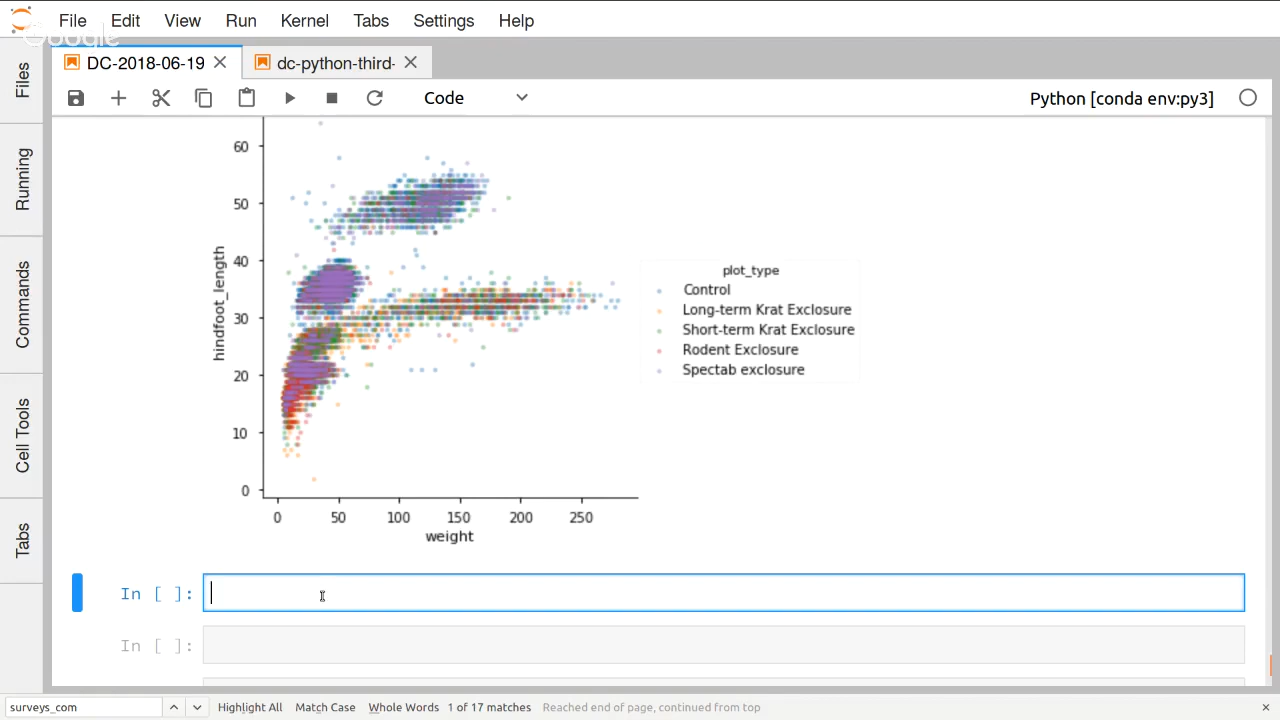 File Edit View Run Kernel Tabs Settings Help
Google
DC-2018-06-19
dc-python-third-
Code
Python [conda env:py3]
Files
Running
Commands
Cell Tools
Tabs
60
50
40
30
20
10
0
hindfoot_length
0 50 100 150 200 250
weight
plot_type
Control
Long-term Krat Exclosure
Short-term Krat Exclosure
Rodent Exclosure
Spectab exclosure
In [ ]:
In [ ]:
surveys_com
Highlight All Match Case Whole Words 1 of 17 matches Reached end of page, continued from top